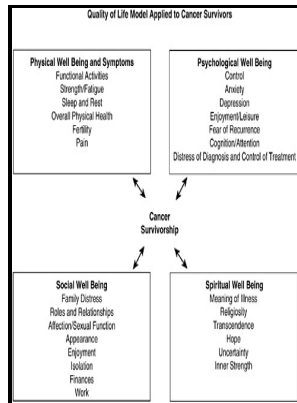 Quality of Life Model Applied to Cancer Survivors
Physical Well Being and Symptoms
Functional Activities
Strength/Fatigue
Sleep and Rest
Overall Physical Health
Fertility
Pain
Psychological Well Being
Control
Anxiety
Depression
Enjoyment/Leisure
Fear of Recurrence
Cognition/Attention
Distress of Diagnosis and Control of Treatment
Cancer
Survivorship
Social Well Being
Family Distress
Roles and Relationships
Affection/Sexual Function
Appearance
Enjoyment
Isolation
Finances
Work
Spiritual Well Being
Meaning of Illness
Religiosity
Transcendence
Hope
Uncertainty
Inner Strength